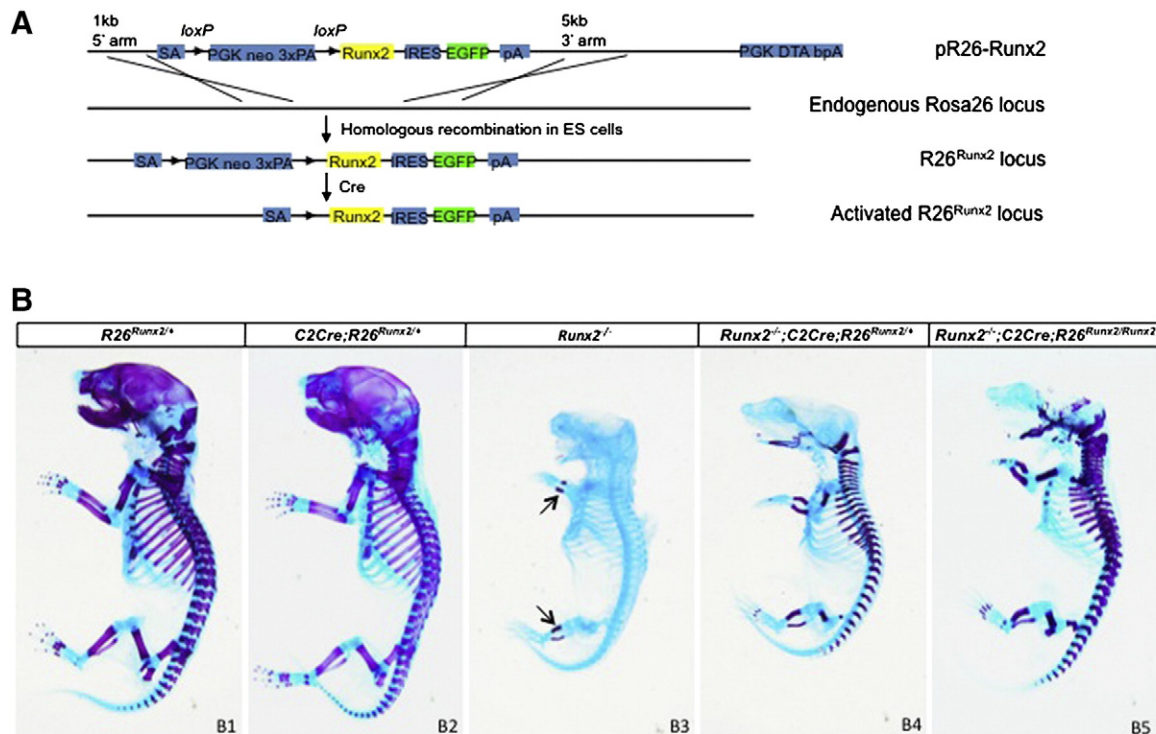 A
1kb
5' arm
loxP
loxP
5kb
3' arm
SA PGK neo 3xPA Runx2 IRES EGFP pA PGK DTA bpA pR26-Runx2
Endogenous Rosa26 locus
Homologous recombination in ES cells
SA PGK neo 3xPA Runx2 IRES EGFP pA R26Runx2 locus
Cre
SA Runx2 IRES EGFP pA Activated R26Runx2 locus
B
R26Runx2/+ C2Cre;R26Runx2/+ Runx2-/- Runx2-/-;C2Cre;R26Runx2/+ Runx2-/-;C2Cre;R26Runx2/Runx2
B1 B2 B3 B4 B5